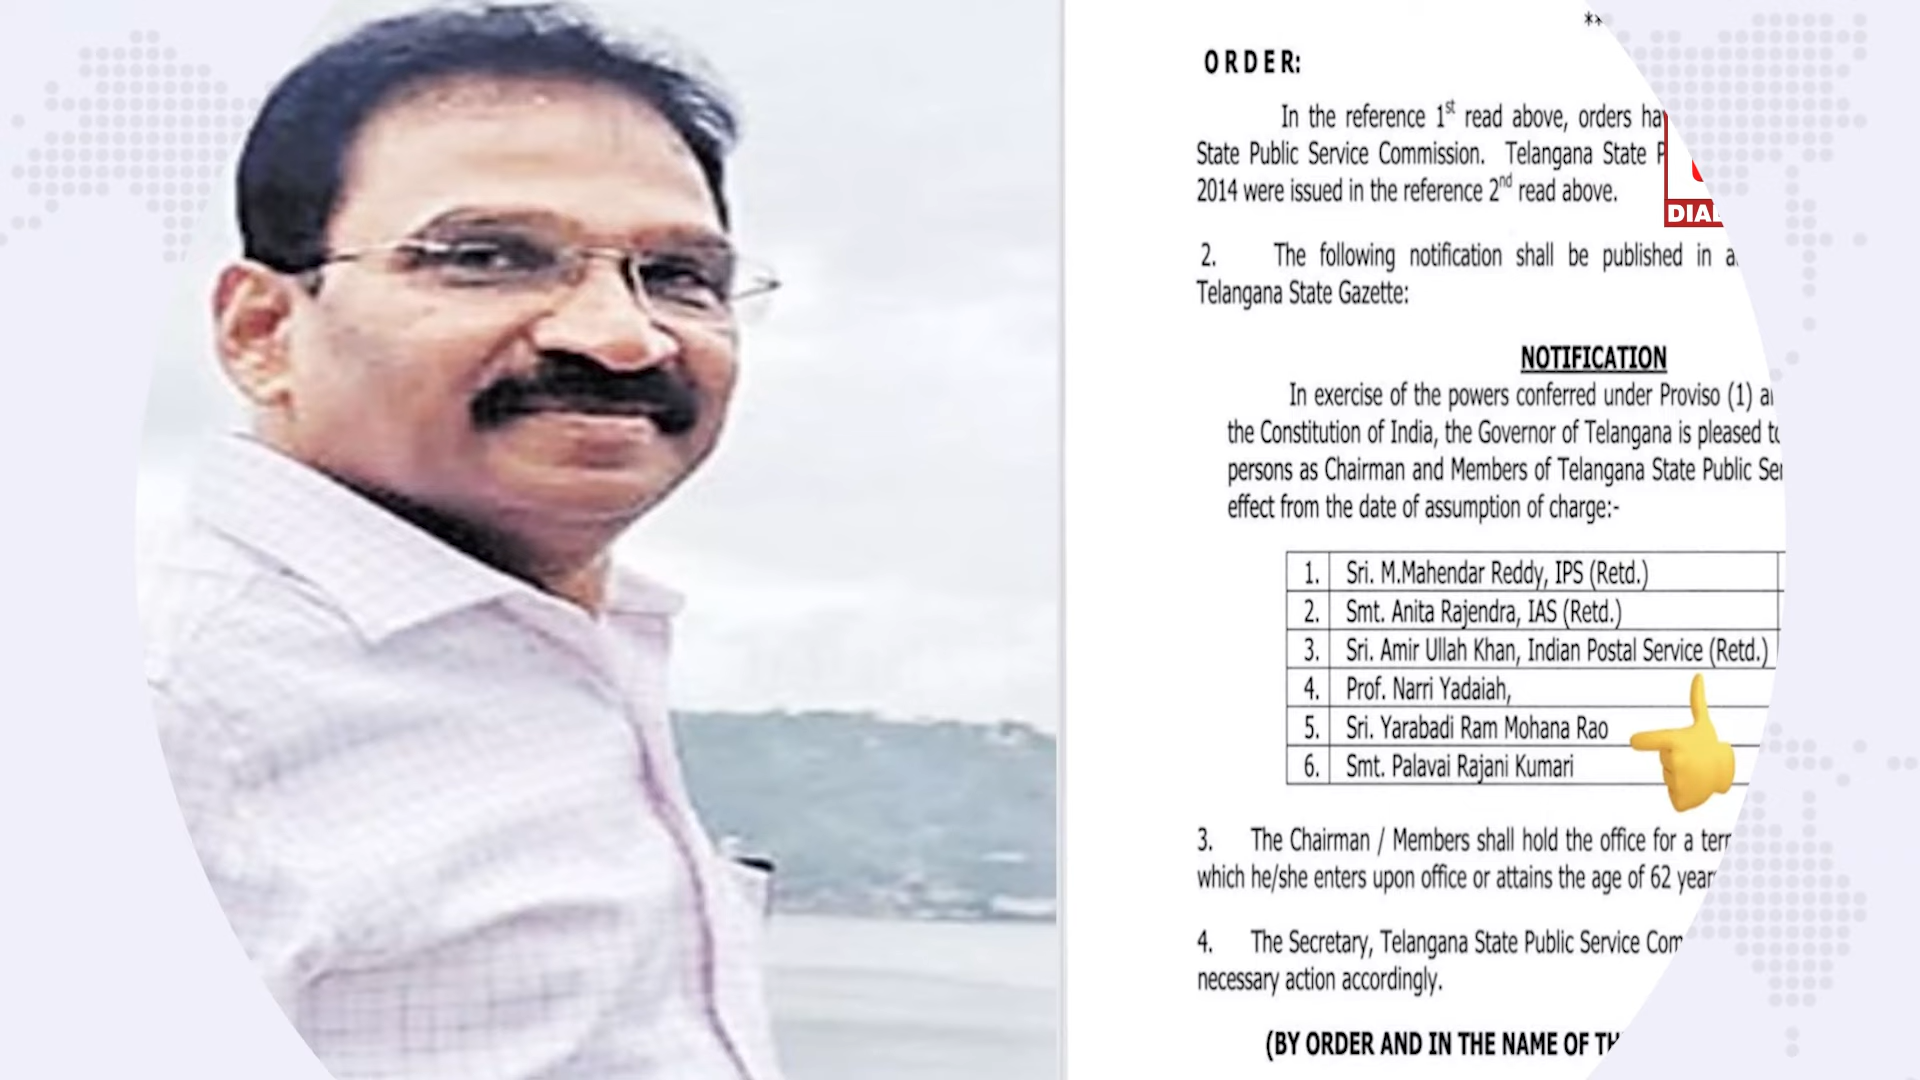 **
ORDER:
In the reference 1st read above, orders
State Public Service Commission. Telangana State
2014 were issued in the reference 2nd read above.
2. The following notification shall be published in
Telangana State Gazette:
NOTIFICATION
In exercise of the powers conferred under Proviso (1)
the Constitution of India, the Governor of Telangana is pleased
persons as Chairman and Members of Telangana State Public
effect from the date of assumption of charge:-
1. Sri. M.Mahendar Reddy, IPS (Retd.)
2. Smt. Anita Rajendra, IAS (Retd.)
3. Sri. Amir Ullah Khan, Indian Postal Service (Retd.)
4. Prof. Narri Yadaiah,
5. Sri. Yarabadi Ram Mohana Rao
6. Smt. Palavai Rajani Kumari
3. The Chairman / Members shall hold the office for a
which he/she enters upon office or attains the age of 62
4. The Secretary, Telangana State Public Service
necessary action accordingly.
(BY ORDER AND IN THE NAME OF